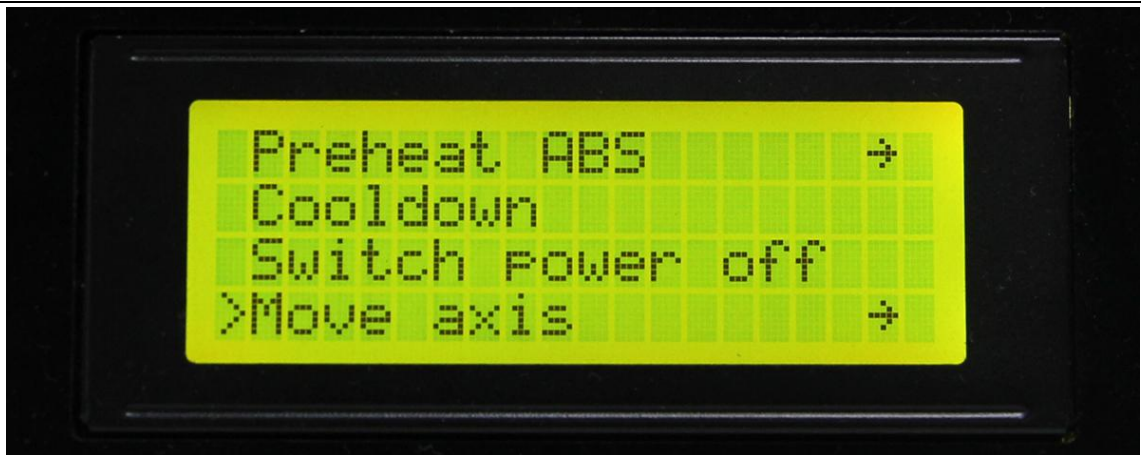 Preheat ABS →
Cooldown
Switch power off
>Move axis →